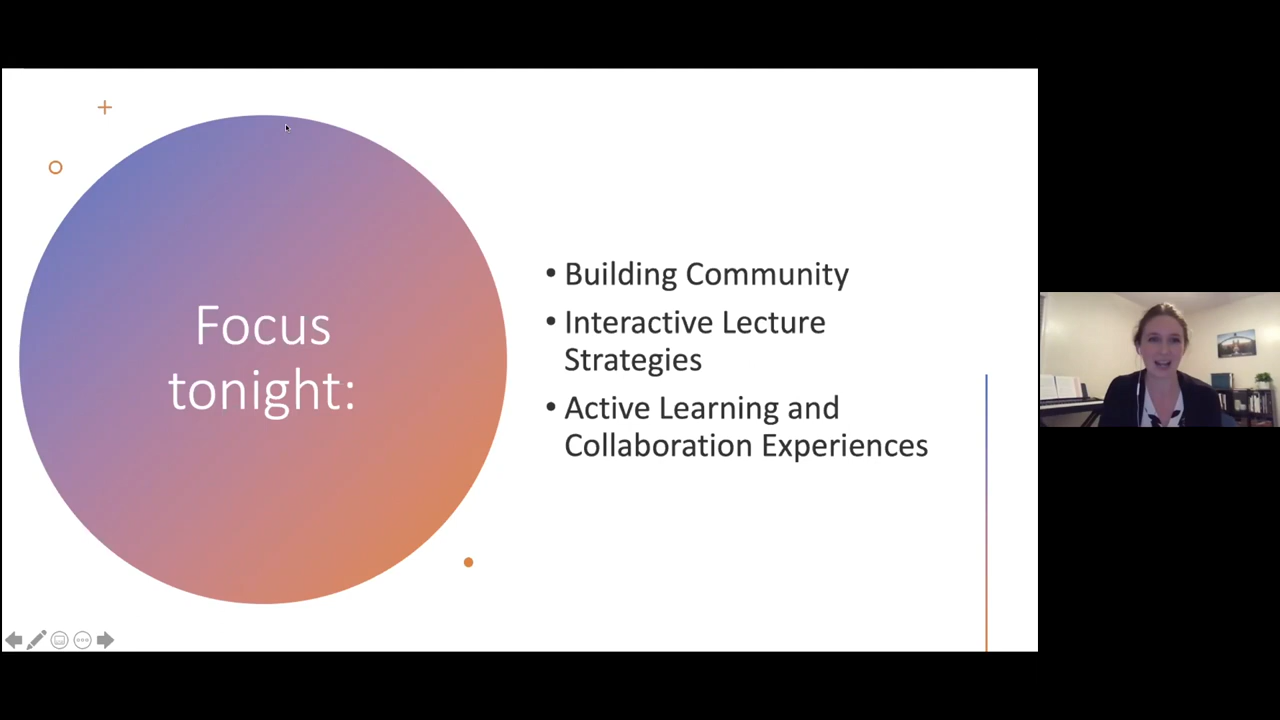 Focus
tonight:
• Building Community
• Interactive Lecture
Strategies
• Active Learning and
Collaboration Experiences